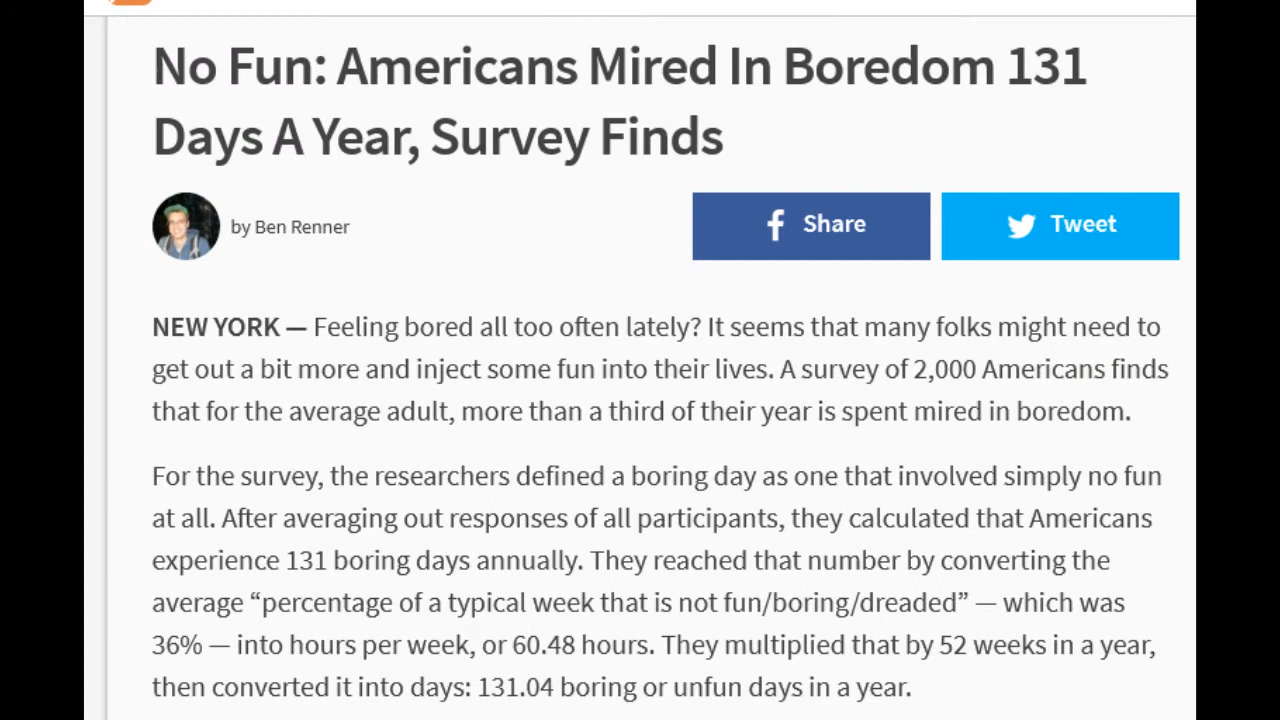 No Fun: Americans Mired In Boredom 131
Days A Year, Survey Finds
by Ben Renner
Share
Tweet
NEW YORK — Feeling bored all too often lately? It seems that many folks might need to
get out a bit more and inject some fun into their lives. A survey of 2,000 Americans finds
that for the average adult, more than a third of their year is spent mired in boredom.
For the survey, the researchers defined a boring day as one that involved simply no fun
at all. After averaging out responses of all participants, they calculated that Americans
experience 131 boring days annually. They reached that number by converting the
average “percentage of a typical week that is not fun/boring/dreaded” — which was
36% — into hours per week, or 60.48 hours. They multiplied that by 52 weeks in a year,
then converted it into days: 131.04 boring or unfun days in a year.